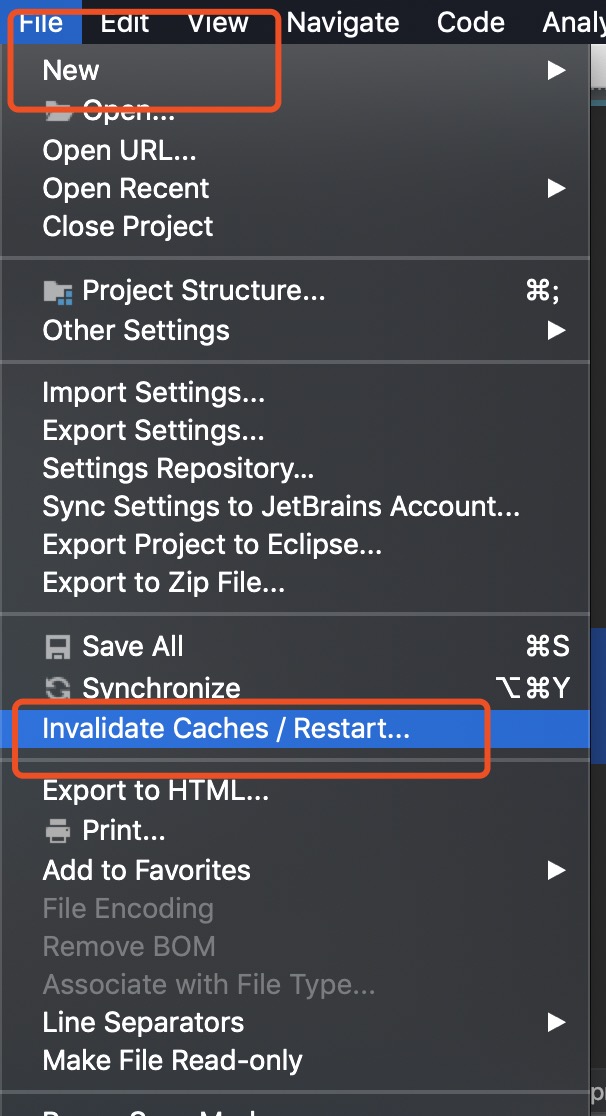 File Edit View Navigate Code
New
Open...
Open URL...
Open Recent
Close Project
Project Structure... ⌘;
Other Settings
Import Settings...
Export Settings...
Settings Repository...
Sync Settings to JetBrains Account...
Export Project to Eclipse...
Export to Zip File...
Save All ⌘S
Synchronize ⌥⌘Y
Invalidate Caches / Restart...
Export to HTML...
Print...
Add to Favorites
File Encoding
Remove BOM
Associate with File Type...
Line Separators
Make File Read-only